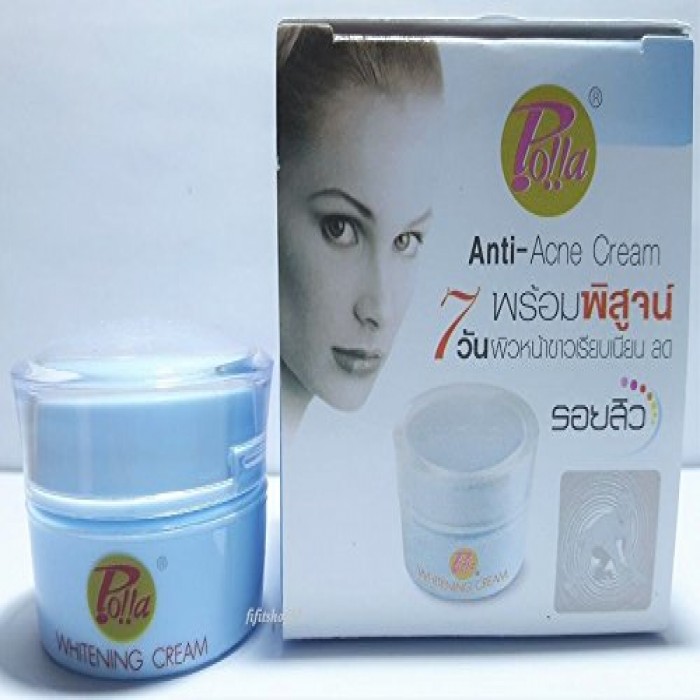 Polla
®
Anti-Acne Cream
7 วัน พร้อมพิสูจน์
ผิวหน้าขาวเรียบเนียน ลด
รอยสิว
Polla
WHITENING CREAM
Polla ®
WHITENING CREAM